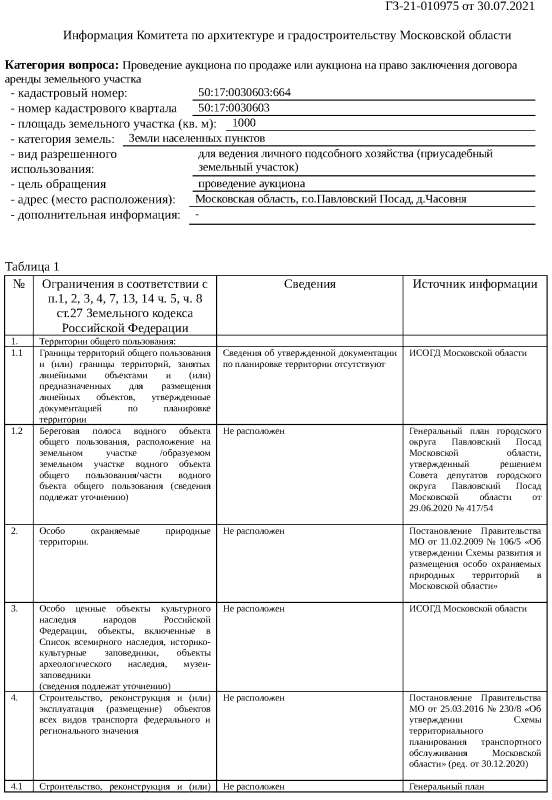 ГЗ-21-010975 от 30.07.2021
Информация Комитета по архитектуре и градостроительству Московской области
Категория вопроса: Проведение аукциона по продаже или аукциона на право заключения договора
аренды земельного участка
- кадастровый номер: 50:17:0030603:664
- номер кадастрового квартала 50:17:0030603
- площадь земельного участка (кв. м): 1000
- категория земель: Земли населенных пунктов
- вид разрешенного
использования:
для ведения личного подсобного хозяйства (приусадебный
земельный участок)
- цель обращения проведение аукциона
- адрес (место расположения): Московская область, г.о.Павловский Посад, д.Часовня
- дополнительная информация: -
Таблица 1
№
Ограничения в соответствии с
п.1, 2, 3, 4, 7, 13, 14 ч. 5, ч. 8
ст.27 Земельного кодекса
Российской Федерации
Сведения
Источник информации
1. Территории общего пользования:
1.1
Границы территорий общего пользования
и (или) границы территорий, занятых
линейными объектами и (или)
предназначенных для размещения
линейных объектов, утвержденные
документацией по планировке
территории
Сведения об утвержденной документации
по планировке территории отсутствуют
ИСОГД Московской области
1.2
Береговая полоса водного объекта
общего пользования, расположение на
земельном участке /образуемом
земельном участке водного объекта
общего пользования/части водного
бъекта общего пользования (сведения
подлежат уточнению)
Не расположен
Генеральный план городского
округа Павловский Посад
Московской области,
утвержденный решением
Совета депутатов городского
округа Павловский Посад
Московской области от
29.06.2020 № 417/54
2.
Особо охраняемые природные
территории.
Не расположен
Постановление Правительства
МО от 11.02.2009 № 106/5 «Об
утверждении Схемы развития и
размещения особо охраняемых
природных территорий в
Московской области»
3.
Особо ценные объекты культурного
наследия народов Российской
Федерации, объекты, включенные в
Список всемирного наследия, историко-
культурные заповедники, объекты
археологического наследия, музеи-
заповедники
(сведения подлежат уточнению)
Не расположен
ИСОГД Московской области
4.
Строительство, реконструкция и (или)
эксплуатация (размещение) объектов
всех видов транспорта федерального и
регионального значения
Не расположен
Постановление Правительства
МО от 25.03.2016 № 230/8 «Об
утверждении Схемы
территориального
планирования транспортного
обслуживания Московской
области» (ред. от 30.12.2020)
4.1
Строительство, реконструкция и (или)
Не расположен
Генеральный план